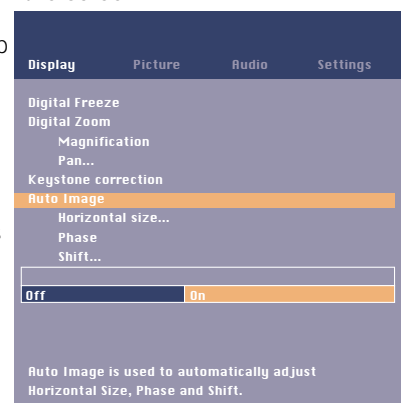 Display Picture Audio Settings
Digital Freeze
Digital Zoom
Magnification
Pan...
Keystone correction
Auto Image
Horizontal size...
Phase
Shift...
Off On
Auto Image is used to automatically adjust
Horizontal Size, Phase and Shift.